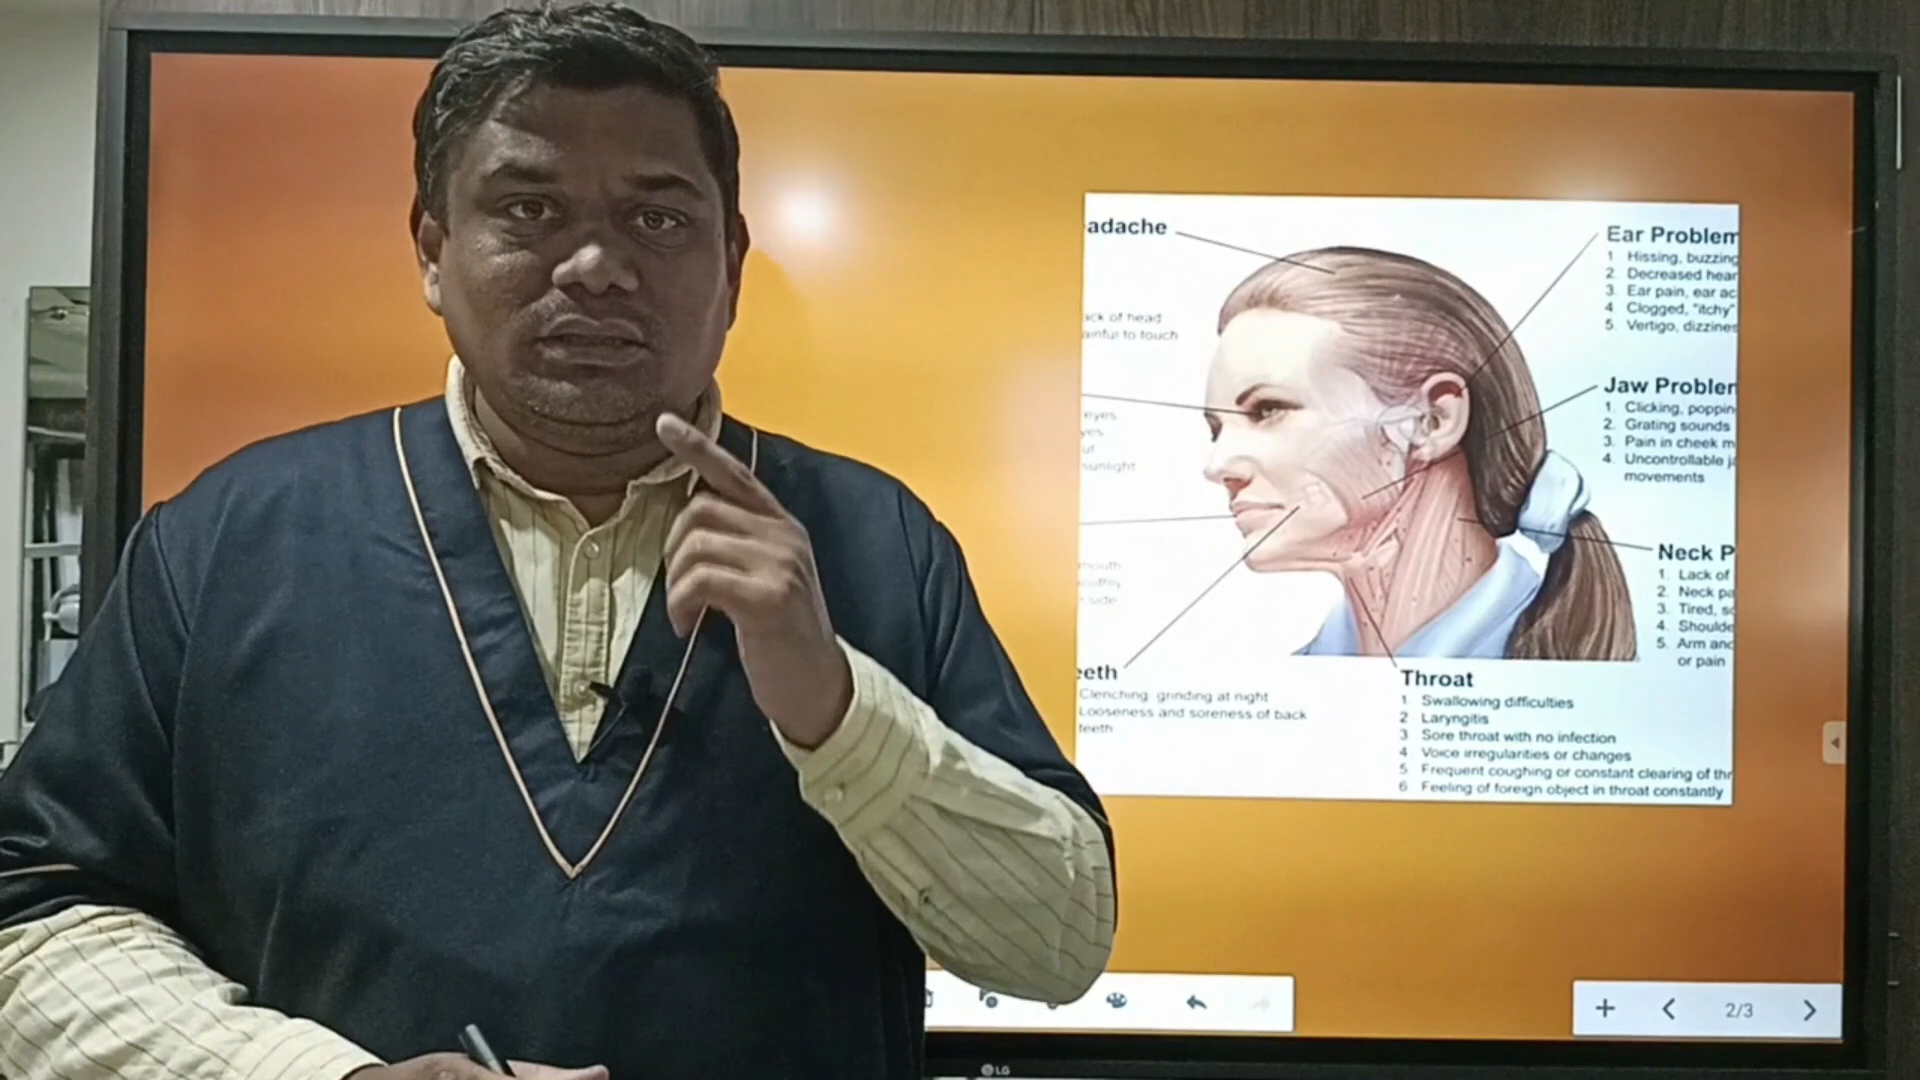 adache
ack of head
ainful to touch
eyes
yes
ut
sunlight
mouth
side
eeth
Clenching grinding at night
Looseness and soreness of back
teeth
Ear Problem
1 Hissing, buzzing
2. Decreased hear
3. Ear pain, ear ac
4. Clogged, "itchy"
5. Vertigo, dizzines
Jaw Problem
1. Clicking, poppin
2. Grating sounds
3. Pain in cheek m
4. Uncontrollable ja
movements
Neck P
1. Lack of
2. Neck pa
3. Tired, so
4. Shoulde
5. Arm and
or pain
Throat
1 Swallowing difficulties
2 Laryngitis
3 Sore throat with no infection
4 Voice irregularities or changes
5 Frequent coughing or constant clearing of thr
6. Feeling of foreign object in throat constantly
2/3
LG